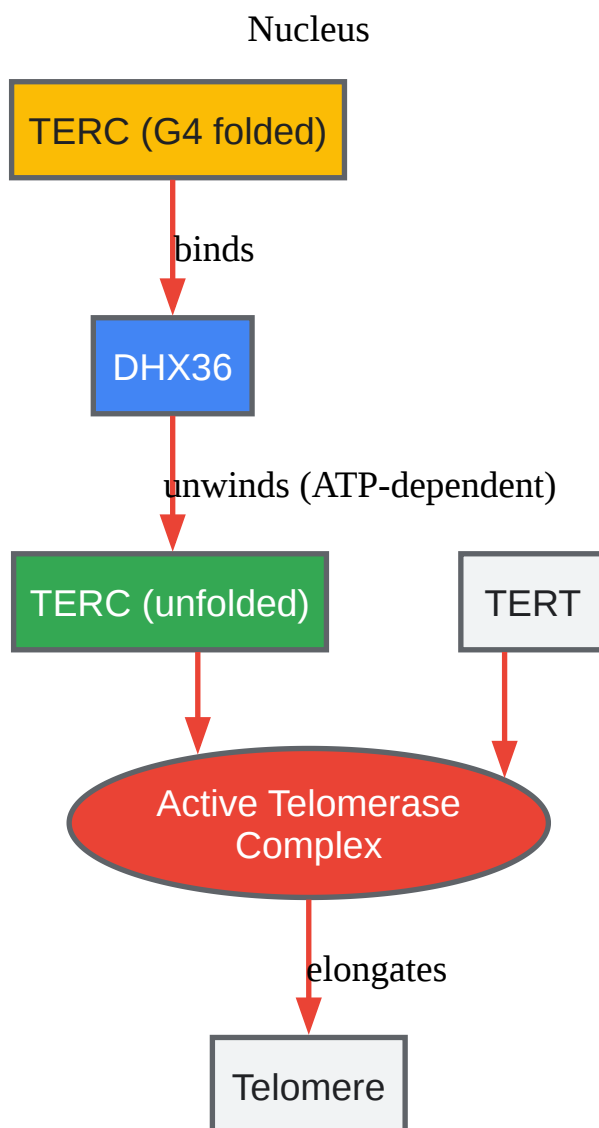 Nucleus
TERC (G4 folded)
binds
DHX36
unwinds (ATP-dependent)
TERC (unfolded)
TERT
Active Telomerase
Complex
elongates
Telomere